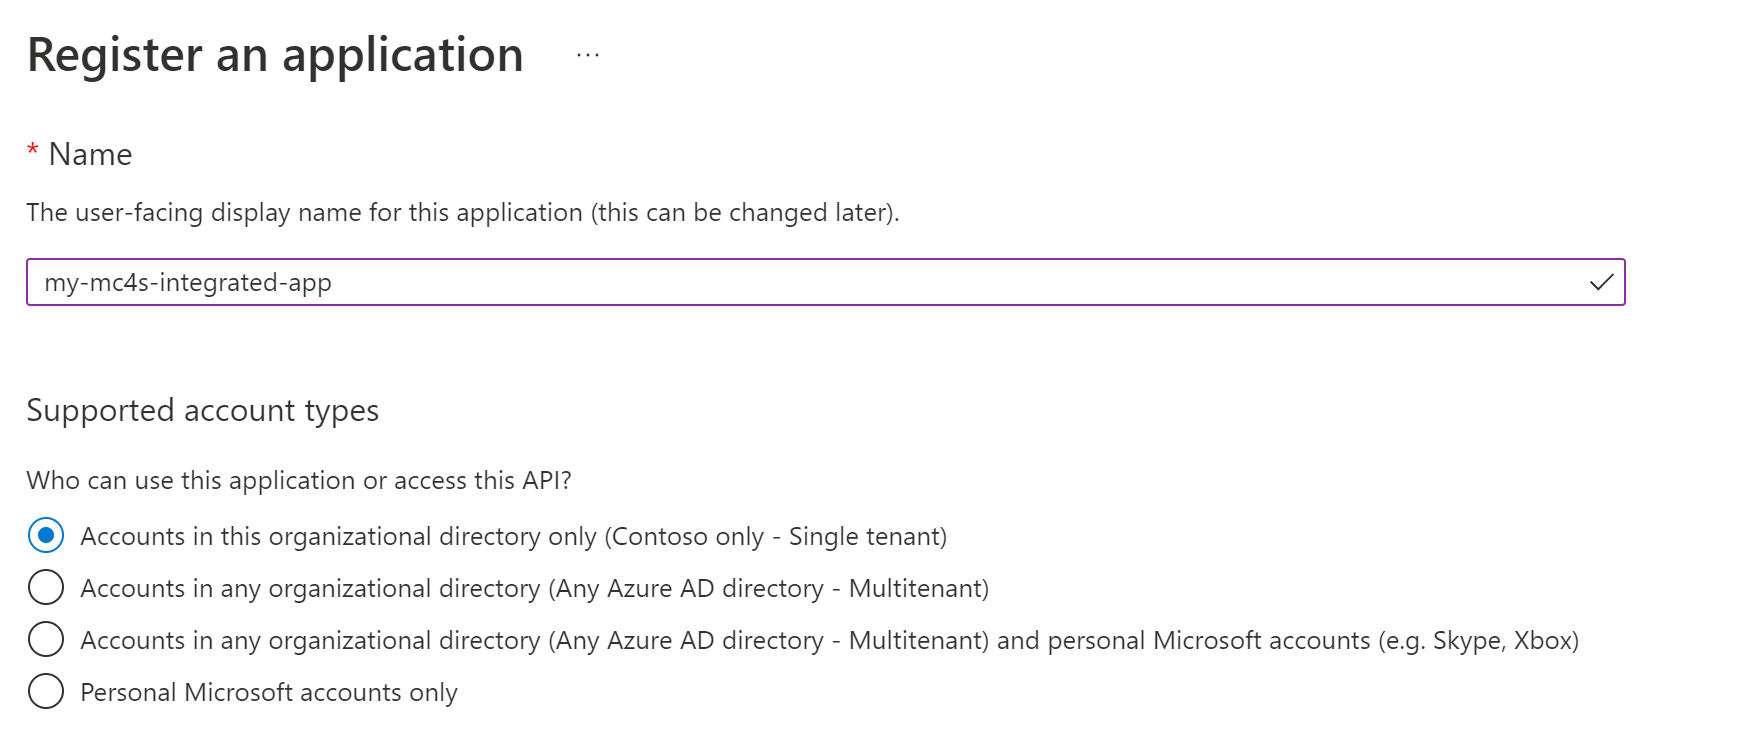 Register an application ...
* Name
The user-facing display name for this application (this can be changed later).
my-mc4s-integrated-app
Supported account types
Who can use this application or access this API?
Accounts in this organizational directory only (Contoso only - Single tenant)
Accounts in any organizational directory (Any Azure AD directory - Multitenant)
Accounts in any organizational directory (Any Azure AD directory - Multitenant) and personal Microsoft accounts (e.g. Skype, Xbox)
Personal Microsoft accounts only